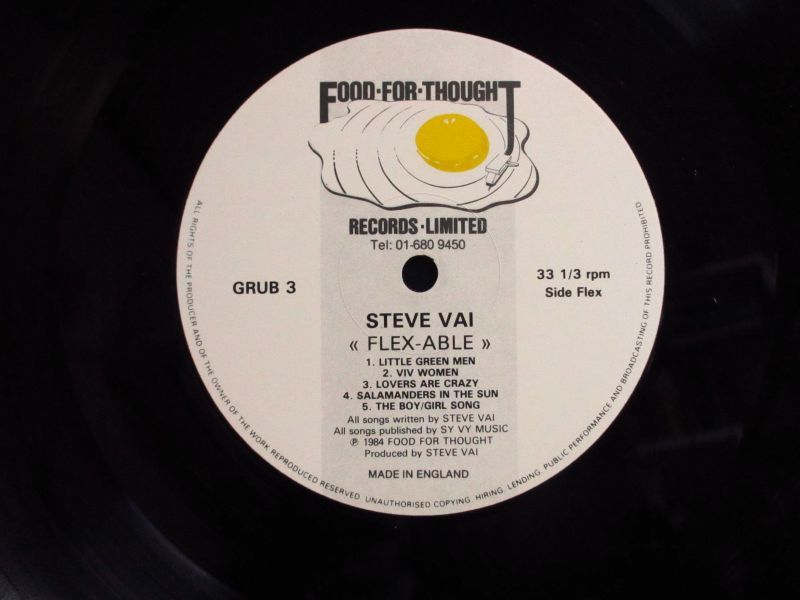 FOOD·FOR·THOUGHT
RECORDS·LIMITED
Tel: 01-680 9450
GRUB 3
33 1/3 rpm
Side Flex
STEVE VAI
« FLEX-ABLE »
1. LITTLE GREEN MEN
2. VIV WOMEN
3. LOVERS ARE CRAZY
4. SALAMANDERS IN THE SUN
5. THE BOY/GIRL SONG
All songs written by STEVE VAI
All songs published by SY VY MUSIC
℗ 1984 FOOD FOR THOUGHT
Produced by STEVE VAI
MADE IN ENGLAND
ALL RIGHTS OF THE PRODUCER AND OF THE OWNER OF THE WORK REPRODUCED RESERVED. UNAUTHORISED COPYING, HIRING, LENDING, PUBLIC PERFORMANCE AND BROADCASTING OF THIS RECORD PROHIBITED